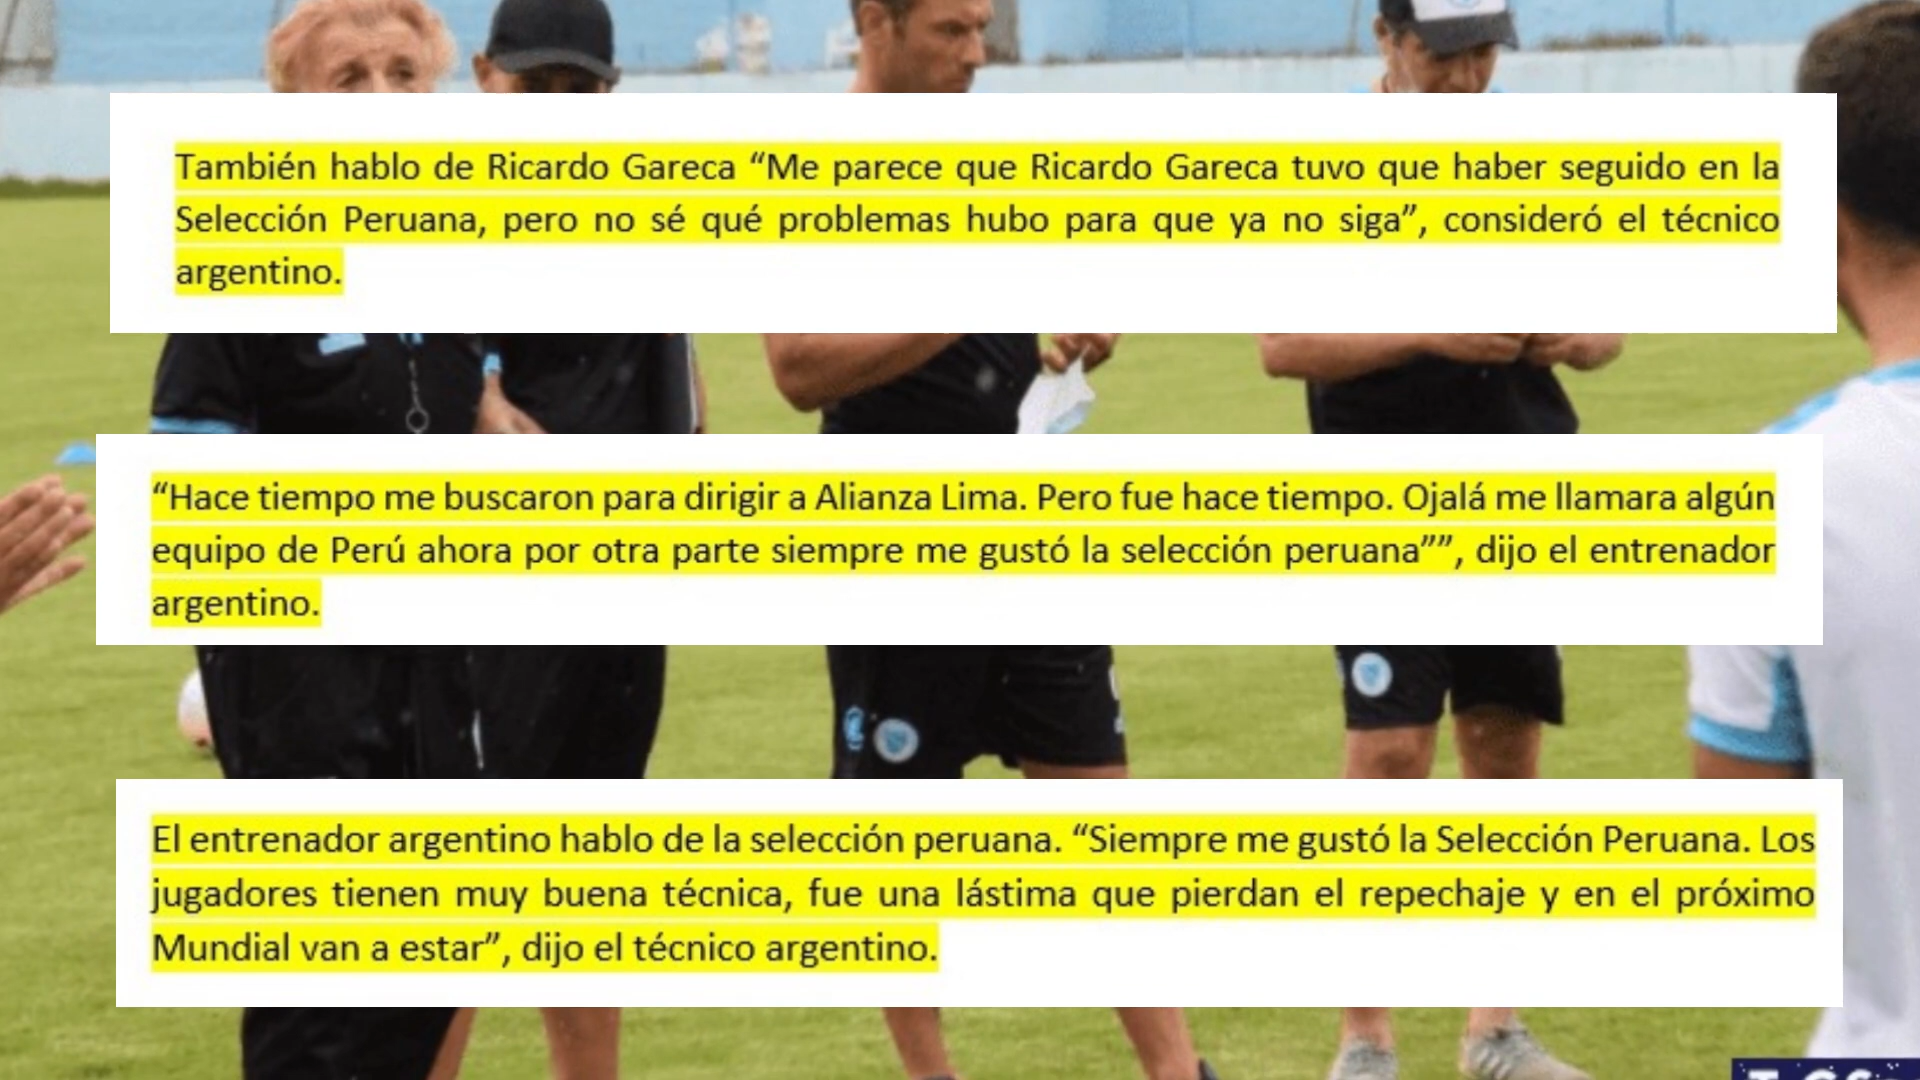 También hablo de Ricardo Gareca “Me parece que Ricardo Gareca tuvo que haber seguido en la
Selección Peruana, pero no sé qué problemas hubo para que ya no siga”, consideró el técnico
argentino.
“Hace tiempo me buscaron para dirigir a Alianza Lima. Pero fue hace tiempo. Ojalá me llamara algún
equipo de Perú ahora por otra parte siempre me gustó la selección peruana””, dijo el entrenador
argentino.
El entrenador argentino hablo de la selección peruana. “Siempre me gustó la Selección Peruana. Los
jugadores tienen muy buena técnica, fue una lástima que pierdan el repechaje y en el próximo
Mundial van a estar”, dijo el técnico argentino.